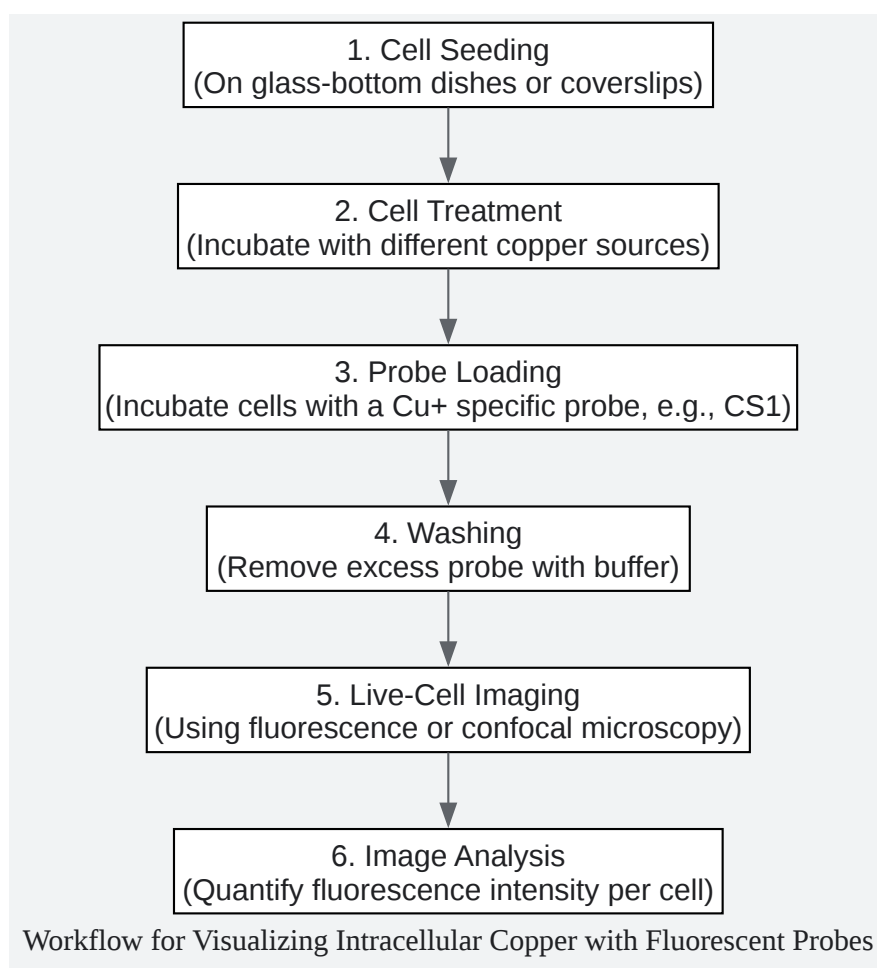 1. Cell Seeding
(On glass-bottom dishes or coverslips)
2. Cell Treatment
(Incubate with different copper sources)
3. Probe Loading
(Incubate cells with a Cu+ specific probe, e.g., CS1)
4. Washing
(Remove excess probe with buffer)
5. Live-Cell Imaging
(Using fluorescence or confocal microscopy)
6. Image Analysis
(Quantify fluorescence intensity per cell)
Workflow for Visualizing Intracellular Copper with Fluorescent Probes